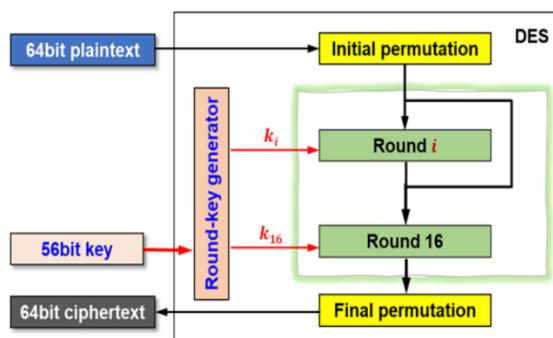 DES
64bit plaintext
Initial permutation
Round-key generator
kᵢ
Round i
56bit key
k₁₆
Round 16
64bit ciphertext
Final permutation